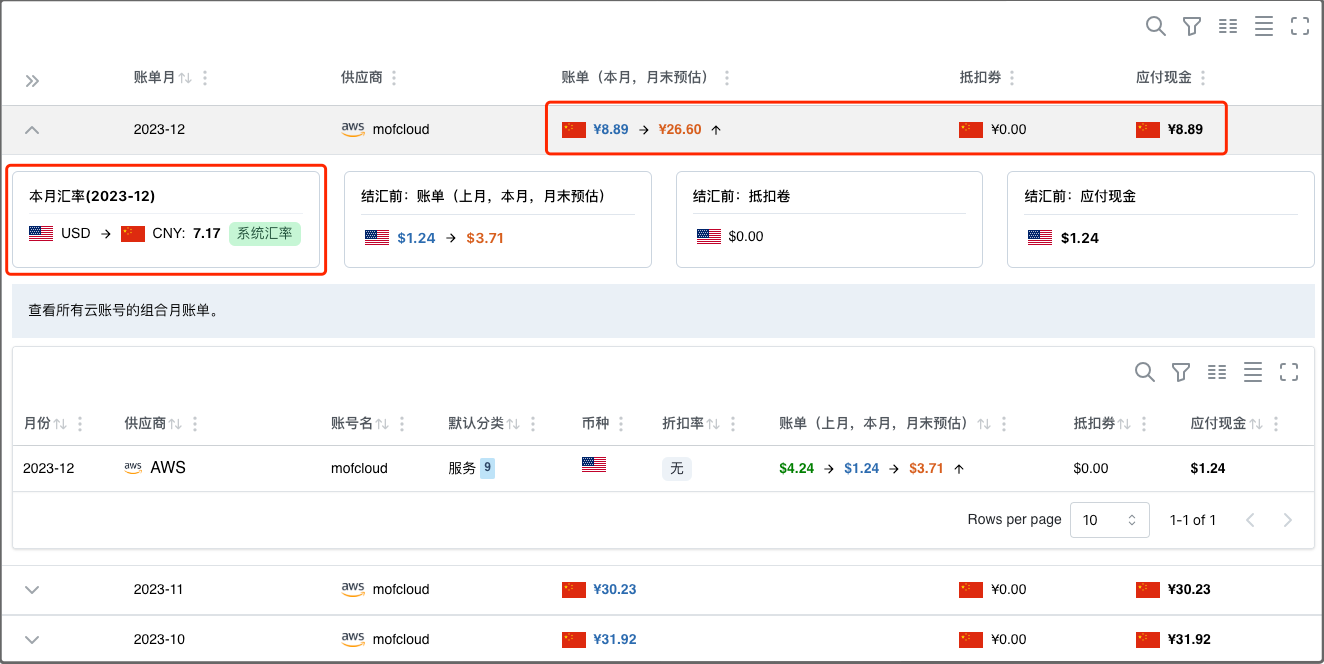 账单月 供应商 账单（本月，月末预估） 抵扣券 应付现金
2023-12 aws mofcloud ¥8.89 → ¥26.60 ↑ ¥0.00 ¥8.89
本月汇率(2023-12) 结汇前：账单（上月，本月，月末预估） 结汇前：抵扣卷 结汇前：应付现金
USD → CNY: 7.17 系统汇率 $1.24 → $3.71 $0.00 $1.24
查看所有云账号的组合月账单。
月份 供应商 账号名 默认分类 币种 折扣率 账单（上月，本月，月末预估） 抵扣券 应付现金
2023-12 aws AWS mofcloud 服务 9 无 $4.24 → $1.24 → $3.71 ↑ $0.00 $1.24
Rows per page 10 1-1 of 1
2023-11 aws mofcloud ¥30.23 ¥0.00 ¥30.23
2023-10 aws mofcloud ¥31.92 ¥0.00 ¥31.92